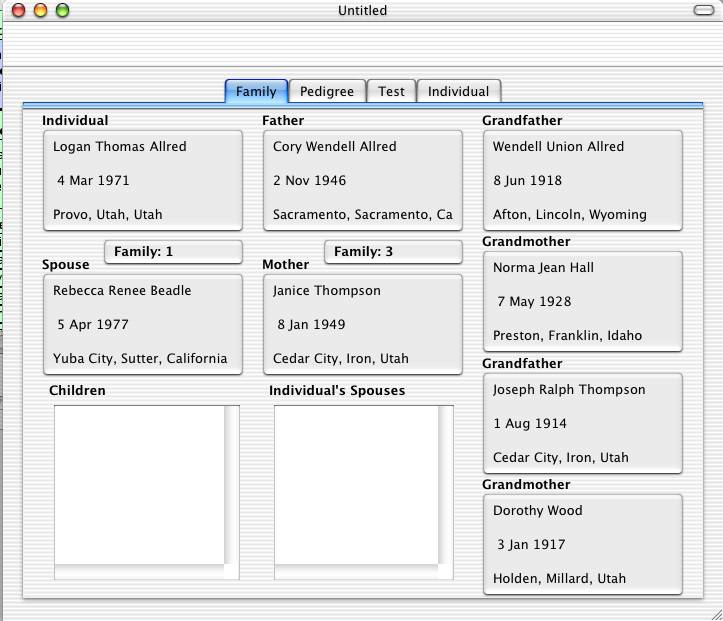 Untitled
Family Pedigree Test Individual
Individual
Logan Thomas Allred
4 Mar 1971
Provo, Utah, Utah
Family: 1
Spouse
Rebecca Renee Beadle
5 Apr 1977
Yuba City, Sutter, California
Children
Father
Cory Wendell Allred
2 Nov 1946
Sacramento, Sacramento, Ca
Family: 3
Mother
Janice Thompson
8 Jan 1949
Cedar City, Iron, Utah
Individual's Spouses
Grandfather
Wendell Union Allred
8 Jun 1918
Afton, Lincoln, Wyoming
Grandmother
Norma Jean Hall
7 May 1928
Preston, Franklin, Idaho
Grandfather
Joseph Ralph Thompson
1 Aug 1914
Cedar City, Iron, Utah
Grandmother
Dorothy Wood
3 Jan 1917
Holden, Millard, Utah